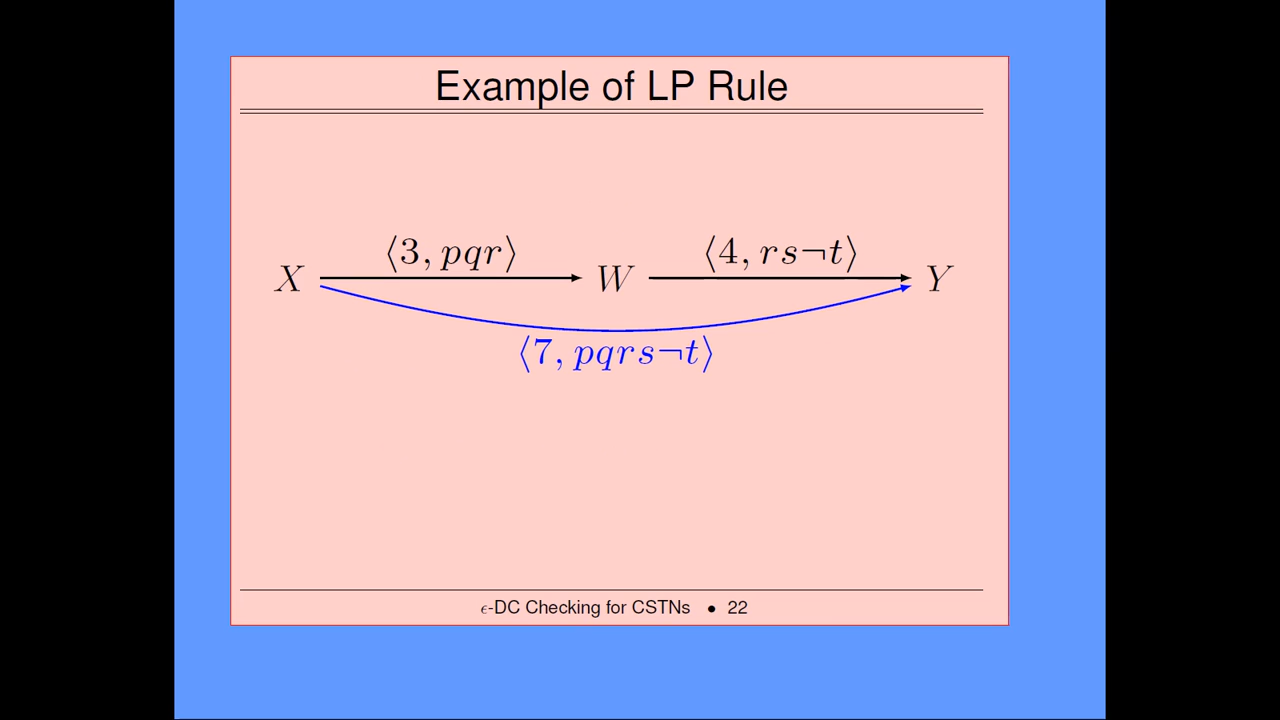 Example of LP Rule
⟨3, pqr⟩ ⟨4, rs¬t⟩
X W Y
⟨7, pqrs¬t⟩
ϵ-DC Checking for CSTNs • 22